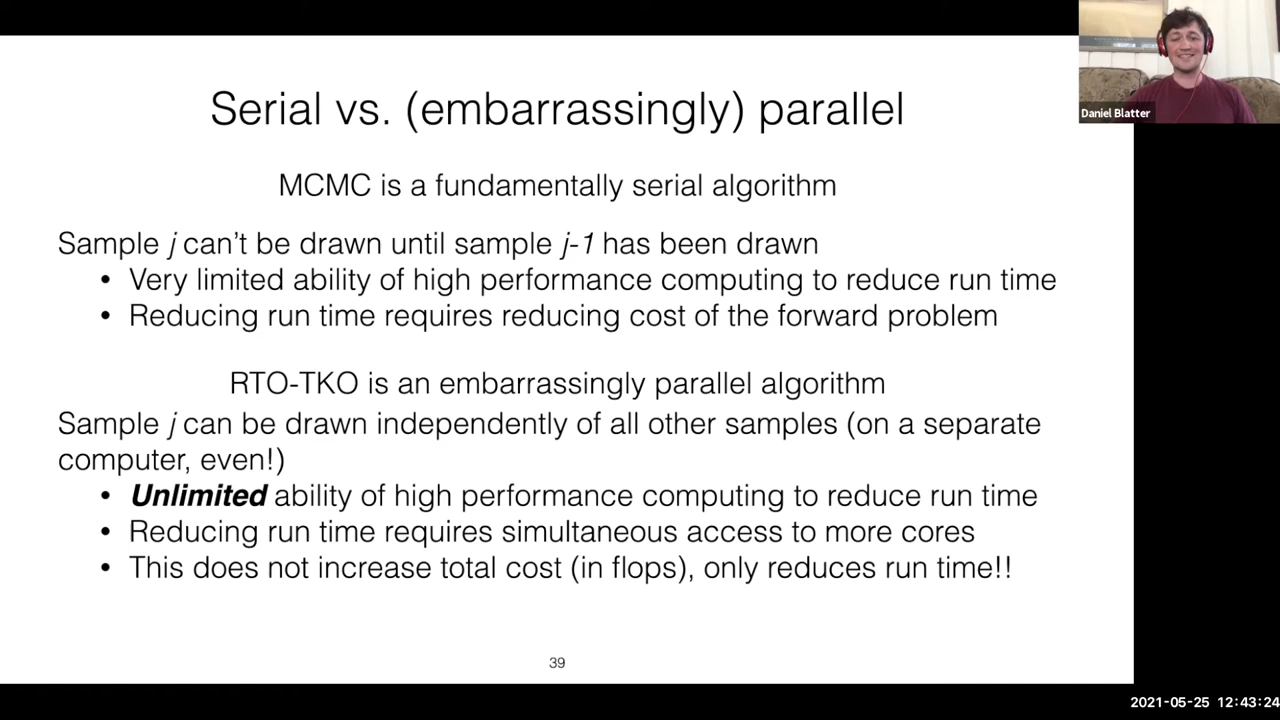 Serial vs. (embarrassingly) parallel
MCMC is a fundamentally serial algorithm
Sample j can't be drawn until sample j-1 has been drawn
• Very limited ability of high performance computing to reduce run time
• Reducing run time requires reducing cost of the forward problem
RTO-TKO is an embarrassingly parallel algorithm
Sample j can be drawn independently of all other samples (on a separate
computer, even!)
• Unlimited ability of high performance computing to reduce run time
• Reducing run time requires simultaneous access to more cores
• This does not increase total cost (in flops), only reduces run time!!
39
Daniel Blatter
2021-05-25 12:43:24